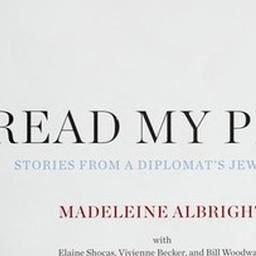 READ MY P
STORIES FROM A DIPLOMAT'S JEW
MADELEINE ALBRIGHT
with
Elaine Shocas, Vivienne Becker, and Bill Woodwa